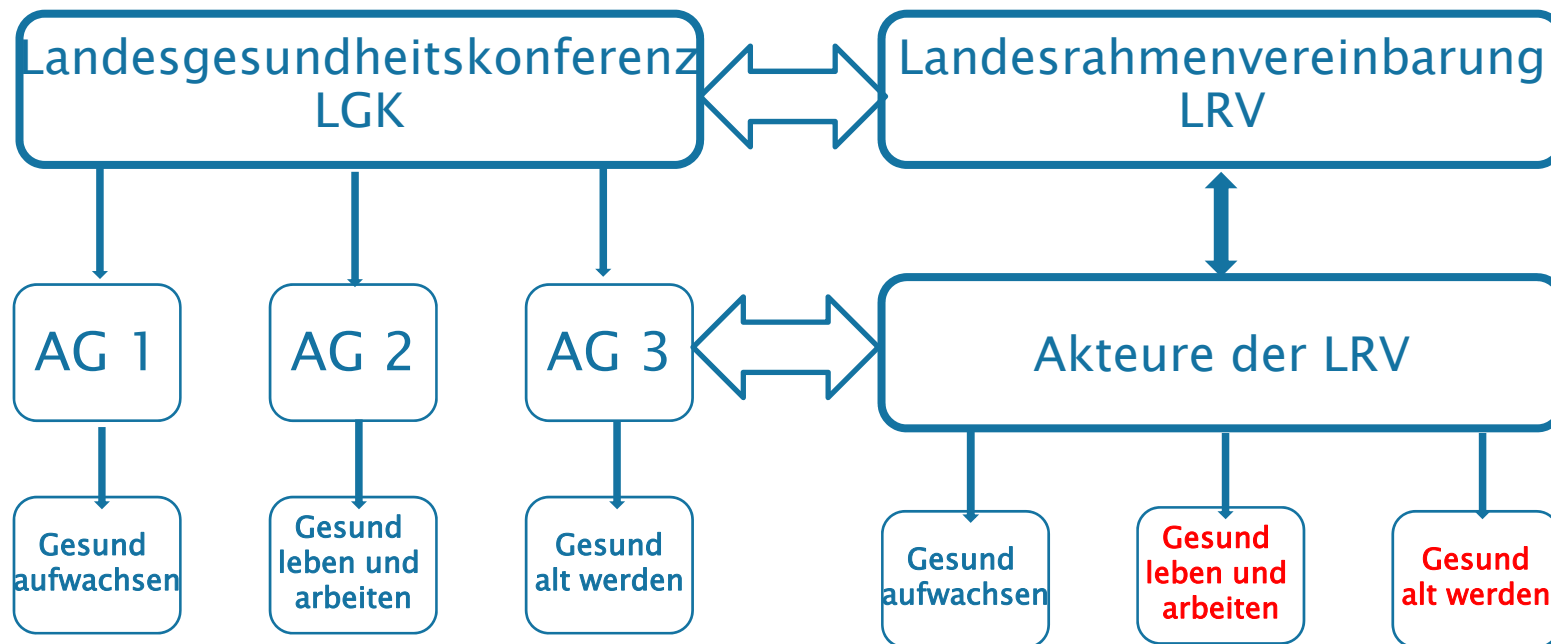 Landesgesundheitskonferenz
LGK
Landesrahmenvereinbarung
LRV
AG 1
AG 2
AG 3
Akteure der LRV
Gesund
aufwachsen
Gesund
leben und
arbeiten
Gesund
alt werden
Gesund
aufwachsen
Gesund
leben und
arbeiten
Gesund
alt werden